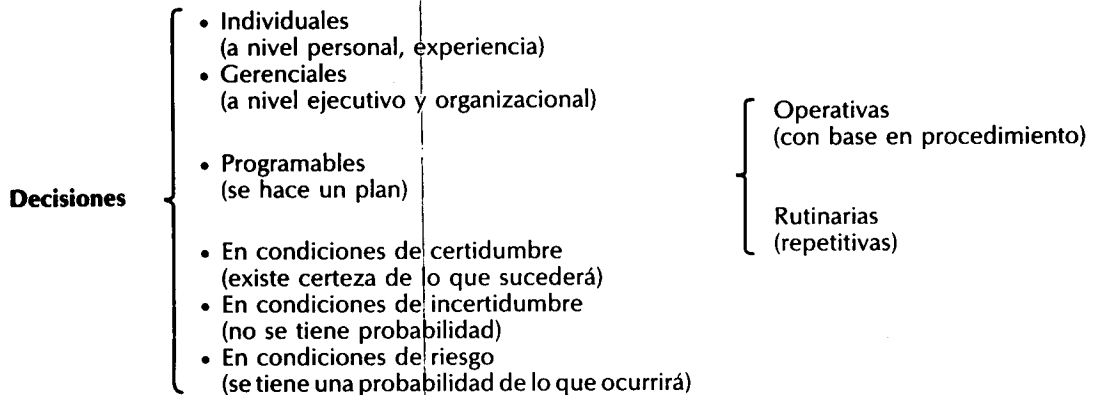 Decisiones
• Individuales
(a nivel personal, experiencia)
• Gerenciales
(a nivel ejecutivo y organizacional)
• Programables
(se hace un plan)
Operativas
(con base en procedimiento)
Rutinarias
(repetitivas)
• En condiciones de certidumbre
(existe certeza de lo que sucederá)
• En condiciones de incertidumbre
(no se tiene probabilidad)
• En condiciones de riesgo
(se tiene una probabilidad de lo que ocurrirá)